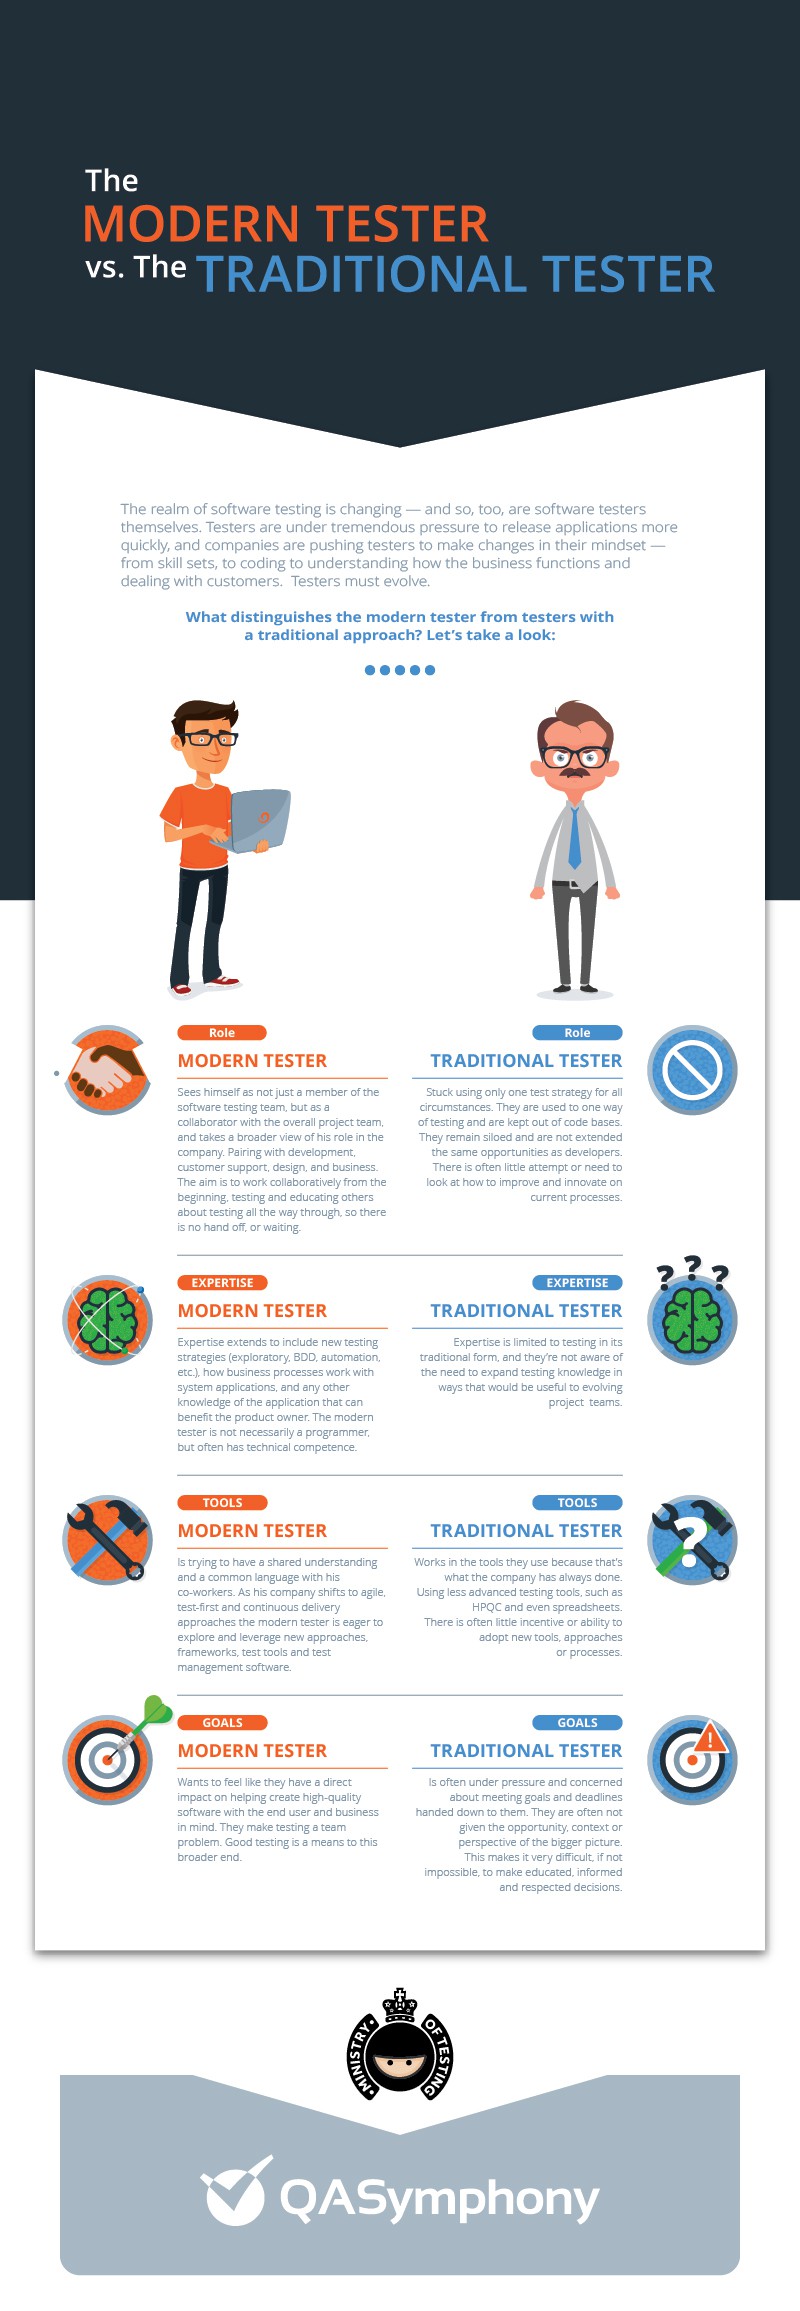 The
MODERN TESTER
vs. The TRADITIONAL TESTER
The realm of software testing is changing — and so, too, are software testers
themselves. Testers are under tremendous pressure to release applications more
quickly, and companies are pushing testers to make changes in their mindset —
from skill sets, to coding to understanding how the business functions and
dealing with customers.  Testers must evolve.
What distinguishes the modern tester from testers with
a traditional approach? Let's take a look:
Role
MODERN TESTER
Sees himself as not just a member of the
software testing team, but as a
collaborator with the overall project team,
and takes a broader view of his role in the
company. Pairing with development,
customer support, design, and business.
The aim is to work collaboratively from the
beginning, testing and educating others
about testing all the way through, so there
is no hand off, or waiting.
Role
TRADITIONAL TESTER
Stuck using only one test strategy for all
circumstances. They are used to one way
of testing and are kept out of code bases.
They remain siloed and are not extended
the same opportunities as developers.
There is often little attempt or need to
look at how to improve and innovate on
current processes.
EXPERTISE
MODERN TESTER
Expertise extends to include new testing
strategies (exploratory, BDD, automation,
etc.), how business processes work with
system applications, and any other
knowledge of the application that can
benefit the product owner. The modern
tester is not necessarily a programmer,
but often has technical competence.
? ? ?
EXPERTISE
TRADITIONAL TESTER
Expertise is limited to testing in its
traditional form, and they're not aware of
the need to expand testing knowledge in
ways that would be useful to evolving
project  teams.
TOOLS
MODERN TESTER
Is trying to have a shared understanding
and a common language with his
co-workers. As his company shifts to agile,
test-first and continuous delivery
approaches the modern tester is eager to
explore and leverage new approaches,
frameworks, test tools and test
management software.
TOOLS
TRADITIONAL TESTER
Works in the tools they use because that's
what the company has always done.
Using less advanced testing tools, such as
HPQC and even spreadsheets.
There is often little incentive or ability to
adopt new tools, approaches
or processes.
?
GOALS
MODERN TESTER
Wants to feel like they have a direct
impact on helping create high-quality
software with the end user and business
in mind. They make testing a team
problem. Good testing is a means to this
broader end.
GOALS
TRADITIONAL TESTER
Is often under pressure and concerned
about meeting goals and deadlines
handed down to them. They are often not
given the opportunity, context or
perspective of the bigger picture.
This makes it very difficult, if not
impossible, to make educated, informed
and respected decisions.
!
MINISTRY OF TESTING
QASymphony